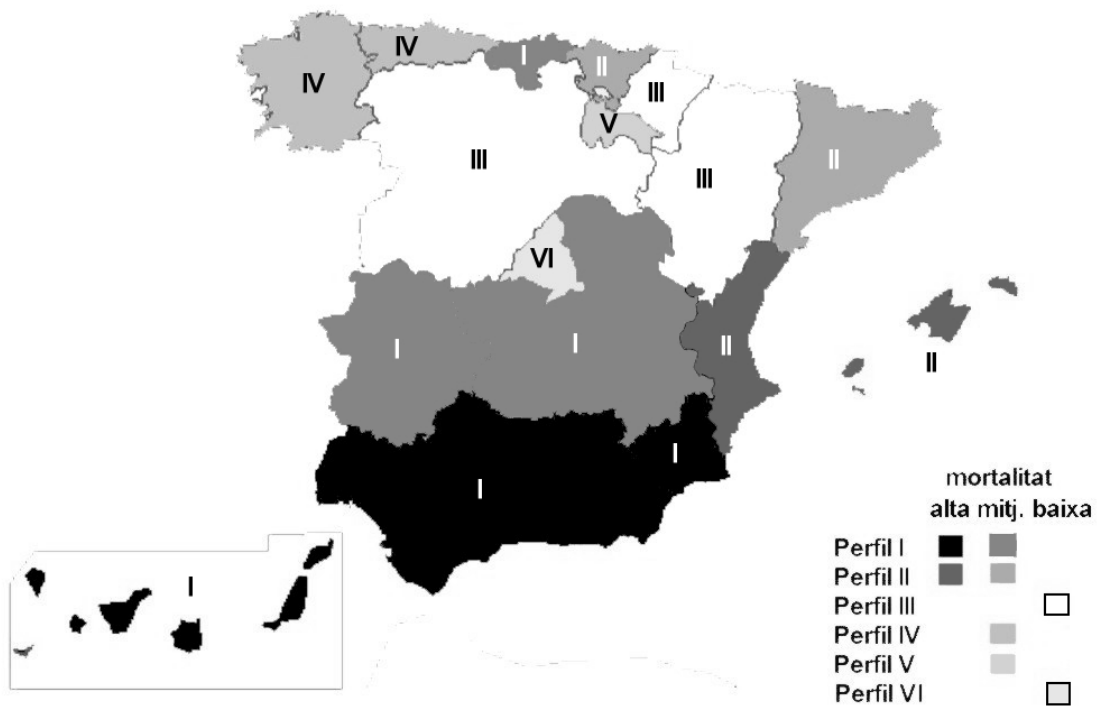 IV
IV
I
II
III
V
III
III
II
VI
I
I
II
II
I
I
I
mortalitat
alta mitj. baixa
Perfil I
Perfil II
Perfil III
Perfil IV
Perfil V
Perfil VI